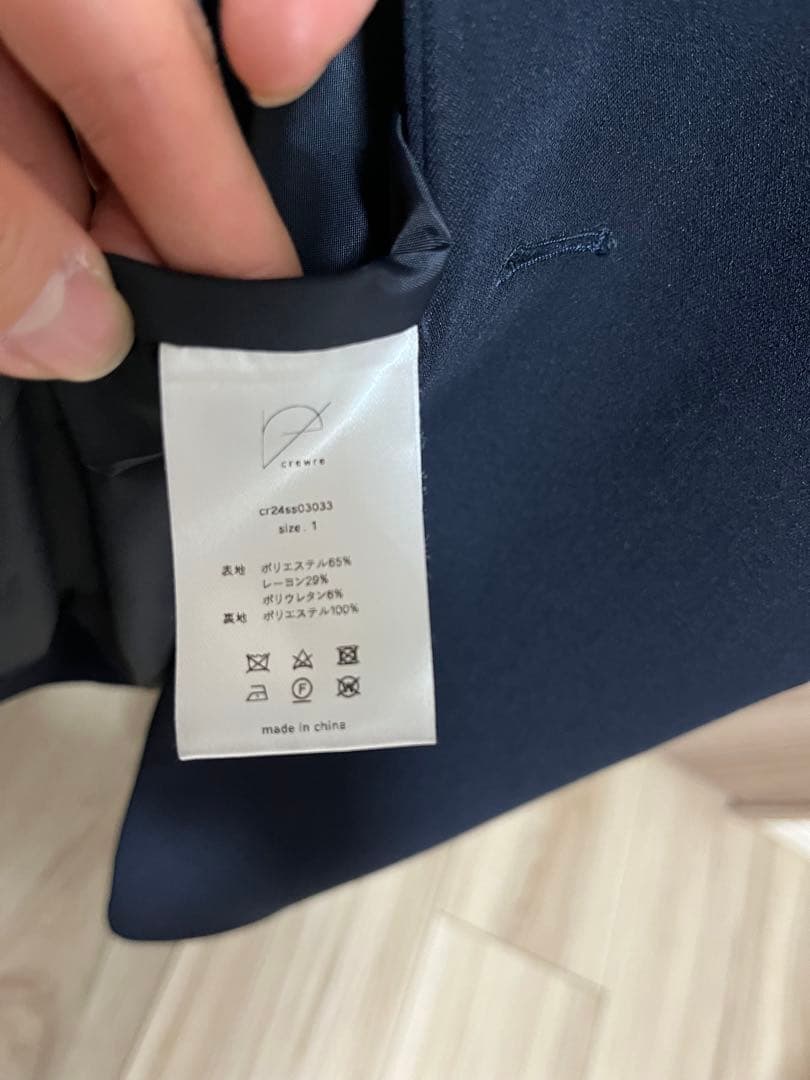 crewre
cr24ss03033
size. 1
表地 ポリエステル65%
レーヨン29%
ポリウレタン6%
裏地 ポリエステル100%
F W
made in china